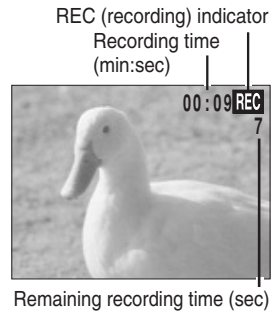 REC (recording) indicator
Recording time
(min:sec)
00:09 REC
7
Remaining recording time (sec)